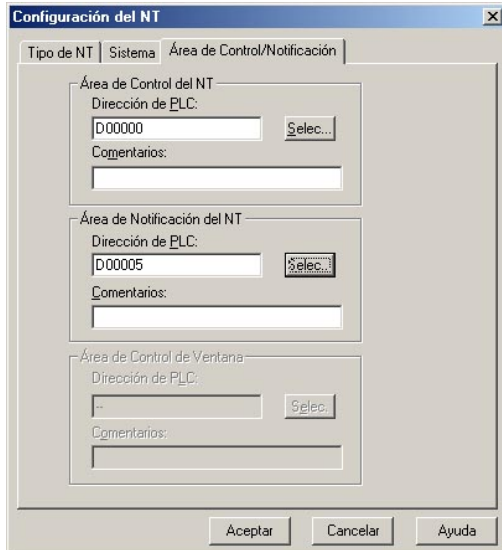 Configuración del NT
Tipo de NT Sistema Área de Control/Notificación
Área de Control del NT
Dirección de PLC:
D00000 Selec...
Comentarios:
Área de Notificación del NT
Dirección de PLC:
D00005 Selec...
Comentarios:
Área de Control de Ventana
Dirección de PLC:
-- Selec.
Comentarios:
Aceptar Cancelar Ayuda